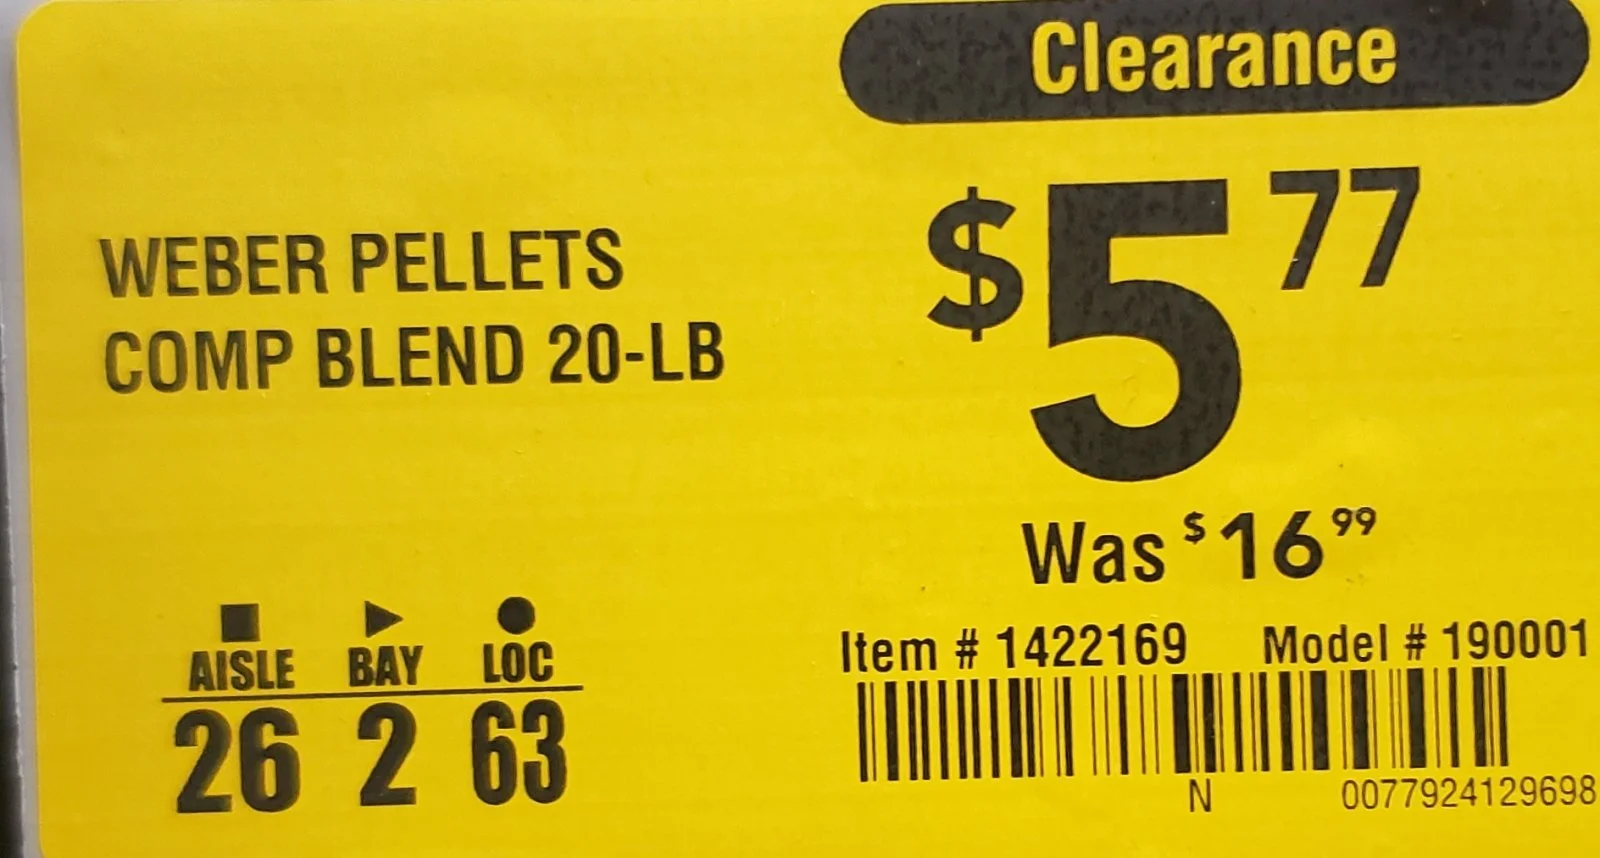 Clearance
WEBER PELLETS
COMP BLEND 20-LB
$5 77
Was $16 99
AISLE BAY LOC
26 2 63
Item # 1422169 Model # 190001
N 0077924129698